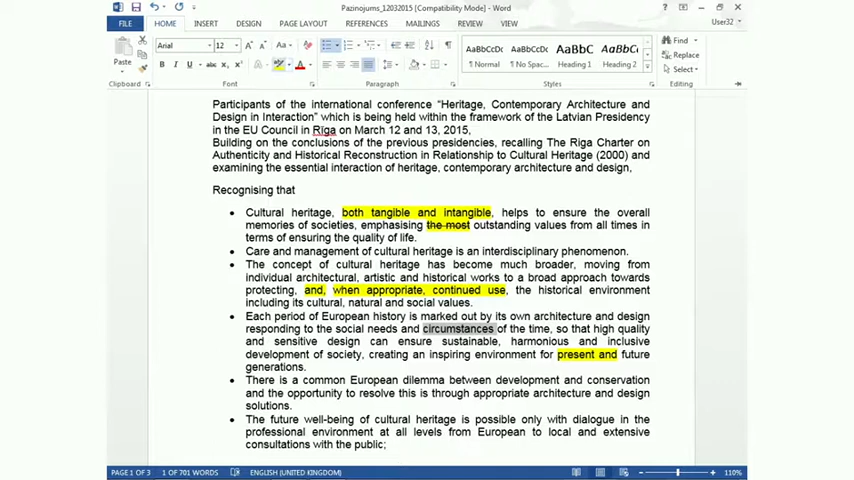 Pazinojums_12032015 [Compatibility Mode] - Word
FILE HOME INSERT DESIGN PAGE LAYOUT REFERENCES MAILINGS REVIEW VIEW User32
Paste
Arial 12 Aa
Find
Replace
Select
B I U abc x₂ x² A
AaBbCcDc AaBbCcDc AaBbC AaBbCc
¶ Normal ¶ No Spac... Heading 1 Heading 2
Clipboard Font Paragraph Styles Editing
Participants of the international conference “Heritage, Contemporary Architecture and
Design in Interaction” which is being held within the framework of the Latvian Presidency
in the EU Council in Rīga on March 12 and 13, 2015,
Building on the conclusions of the previous presidencies, recalling The Riga Charter on
Authenticity and Historical Reconstruction in Relationship to Cultural Heritage (2000) and
examining the essential interaction of heritage, contemporary architecture and design,
Recognising that
• Cultural heritage, both tangible and intangible, helps to ensure the overall
memories of societies, emphasising the most outstanding values from all times in
terms of ensuring the quality of life.
• Care and management of cultural heritage is an interdisciplinary phenomenon.
• The concept of cultural heritage has become much broader, moving from
individual architectural, artistic and historical works to a broad approach towards
protecting, and, when appropriate, continued use, the historical environment
including its cultural, natural and social values.
• Each period of European history is marked out by its own architecture and design
responding to the social needs and circumstances of the time, so that high quality
and sensitive design can ensure sustainable, harmonious and inclusive
development of society, creating an inspiring environment for present and future
generations.
• There is a common European dilemma between development and conservation
and the opportunity to resolve this is through appropriate architecture and design
solutions.
• The future well-being of cultural heritage is possible only with dialogue in the
professional environment at all levels from European to local and extensive
consultations with the public;
PAGE 1 OF 3 1 OF 701 WORDS ENGLISH (UNITED KINGDOM) 110%